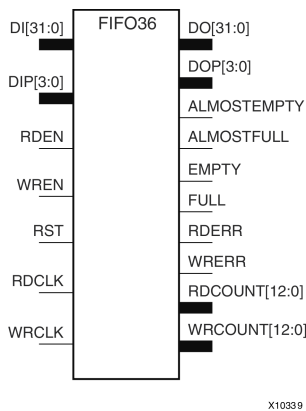 FIFO36
DI[31:0]
DIP[3:0]
RDEN
WREN
RST
RDCLK
WRCLK
DO[31:0]
DOP[3:0]
ALMOSTEMPTY
ALMOSTFULL
EMPTY
FULL
RDERR
WRERR
RDCOUNT[12:0]
WRCOUNT[12:0]
X10339